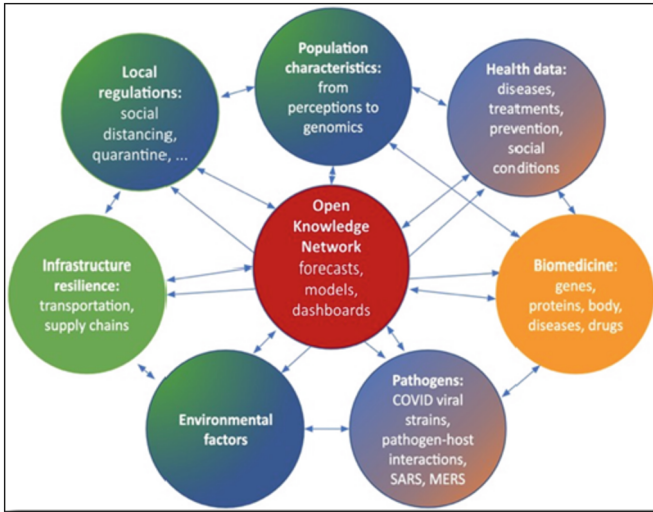 Population
characteristics:
from
perceptions to
genomics
Local
regulations:
social
distancing,
quarantine, ...
Health data:
diseases,
treatments,
prevention,
social
conditions
Open
Knowledge
Network
forecasts,
models,
dashboards
Infrastructure
resilience:
transportation,
supply chains
Biomedicine:
genes,
proteins, body,
diseases, drugs
Environmental
factors
Pathogens:
COVID viral
strains,
pathogen-host
interactions,
SARS, MERS